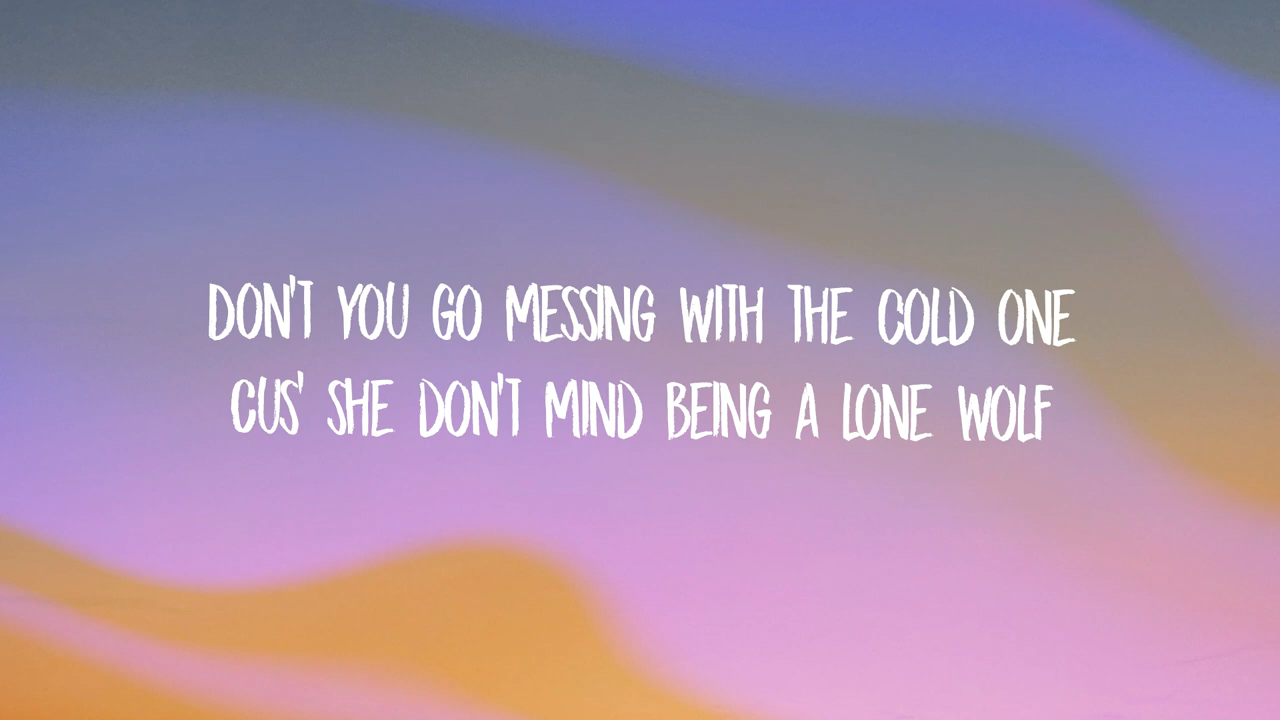 DON'T YOU GO MESSING WITH THE COLD ONE
CUS' SHE DON'T MIND BEING A LONE WOLF